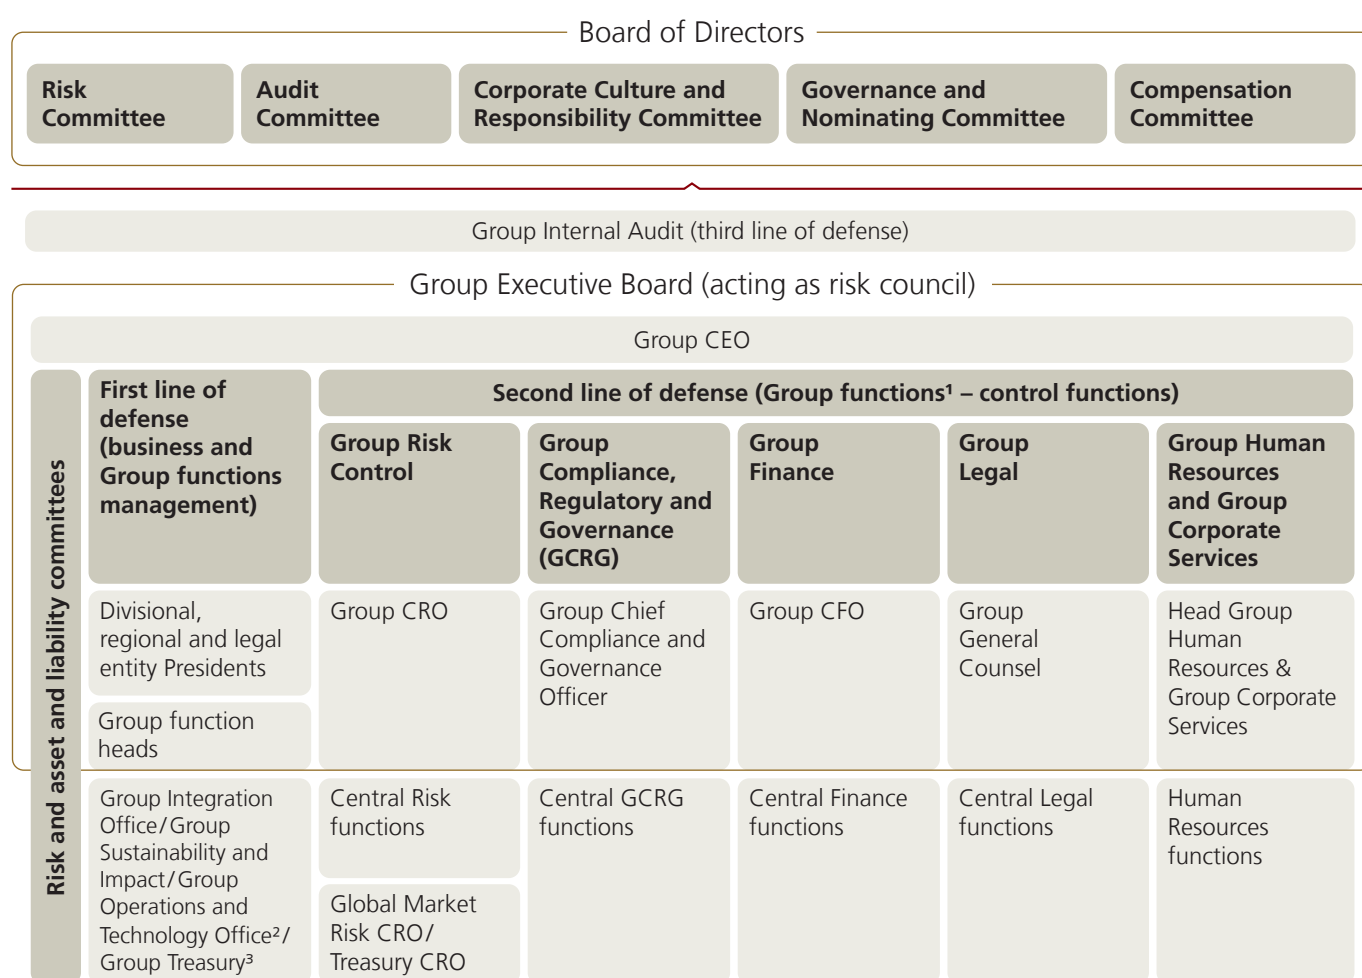 Board of Directors
Risk
Committee
Audit
Committee
Corporate Culture and
Responsibility Committee
Governance and
Nominating Committee
Compensation
Committee
Group Internal Audit (third line of defense)
Group Executive Board (acting as risk council)
Group CEO
Risk and asset and liability committees
First line of
defense
(business and
Group functions
management)
Second line of defense (Group functions¹ – control functions)
Group Risk
Control
Group
Compliance,
Regulatory and
Governance
(GCRG)
Group
Finance
Group
Legal
Group Human
Resources
and Group
Corporate
Services
Divisional,
regional and legal
entity Presidents
Group function
heads
Group CRO
Group Chief
Compliance and
Governance
Officer
Group CFO
Group
General
Counsel
Head Group
Human
Resources &
Group Corporate
Services
Group Integration
Office/Group
Sustainability and
Impact/Group
Operations and
Technology Office²/
Group Treasury³
Central Risk
functions
Global Market
Risk CRO/
Treasury CRO
Central GCRG
functions
Central Finance
functions
Central Legal
functions
Human
Resources
functions